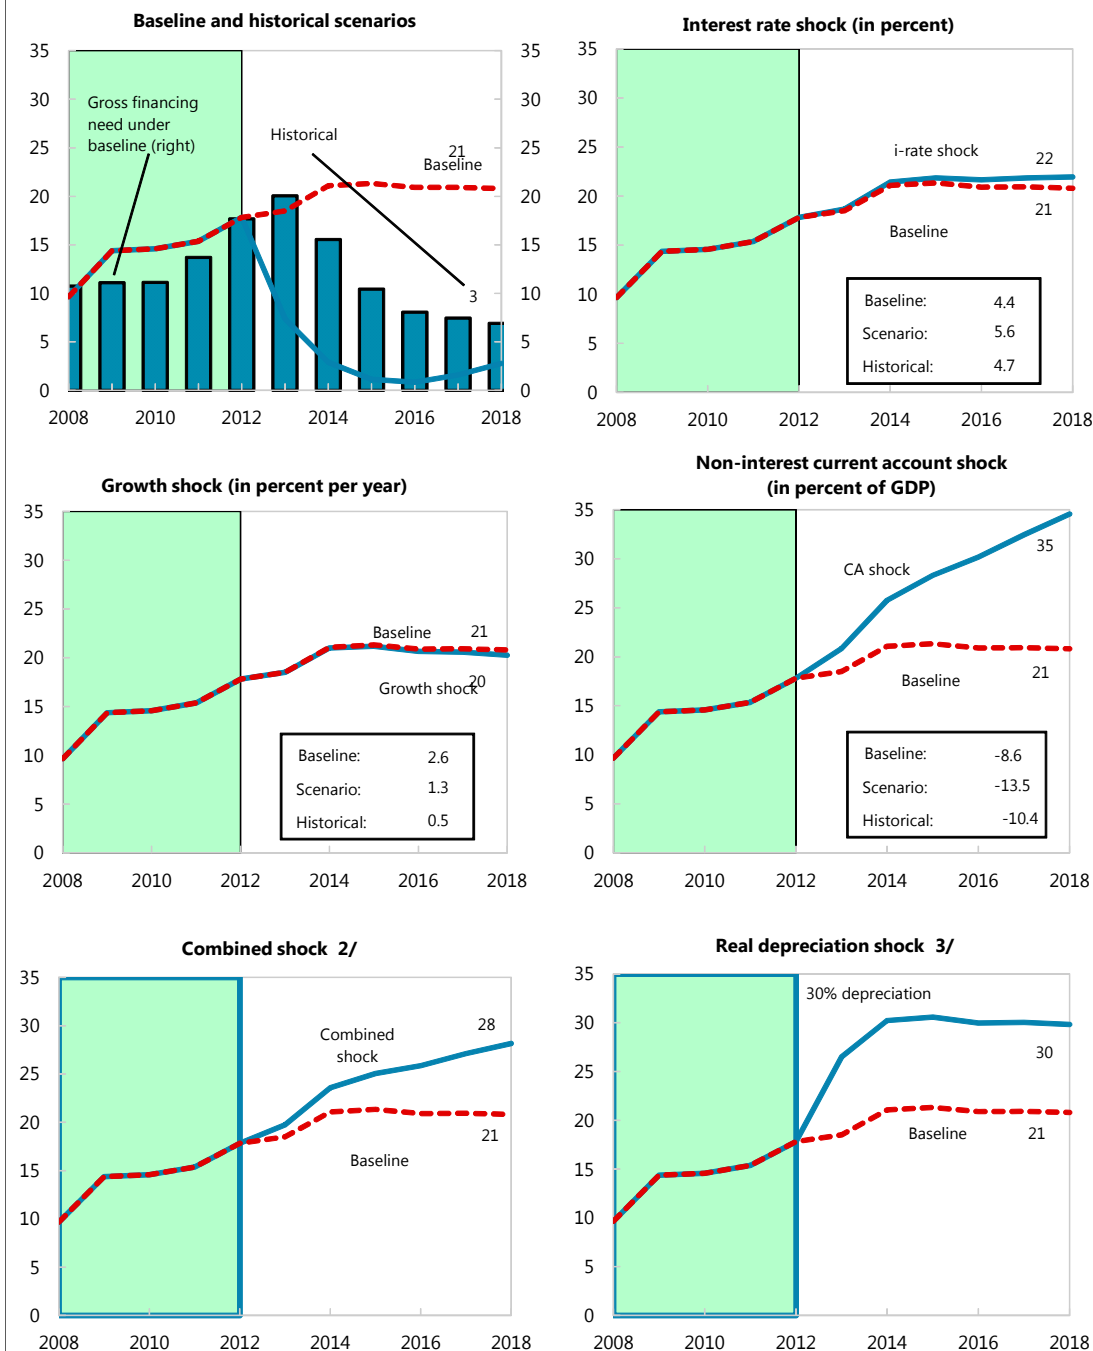 Baseline and historical scenarios
35
30
25
20
15
10
5
0
35
30
25
20
15
10
5
0
Gross financing
need under
baseline (right)
Historical
21
Baseline
3
2008 2010 2012 2014 2016 2018
Interest rate shock (in percent)
35
30
25
20
15
10
5
0
i-rate shock
22
21
Baseline
Baseline: 4.4
Scenario: 5.6
Historical: 4.7
2008 2010 2012 2014 2016 2018
Growth shock (in percent per year)
35
30
25
20
15
10
5
0
Baseline 21
Growth shock 20
Baseline: 2.6
Scenario: 1.3
Historical: 0.5
2008 2010 2012 2014 2016 2018
Non-interest current account shock
(in percent of GDP)
35
30
25
20
15
10
5
0
35
CA shock
21
Baseline
Baseline: -8.6
Scenario: -13.5
Historical: -10.4
2008 2010 2012 2014 2016 2018
Combined shock 2/
35
30
25
20
15
10
5
0
28
Combined
shock
21
Baseline
2008 2010 2012 2014 2016 2018
Real depreciation shock 3/
35
30
25
20
15
10
5
0
30% depreciation
30
Baseline 21
2008 2010 2012 2014 2016 2018